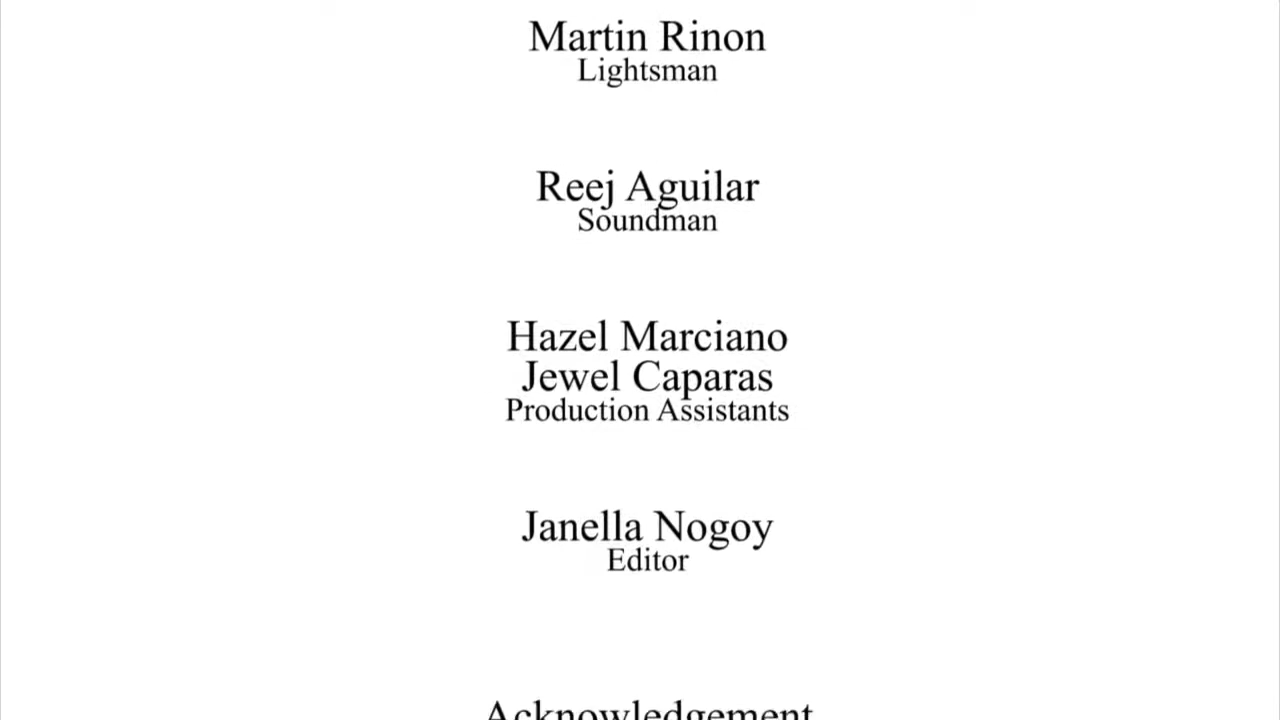 Martin Rinon
Lightsman
Reej Aguilar
Soundman
Hazel Marciano
Jewel Caparas
Production Assistants
Janella Nogoy
Editor
Acknowledgement